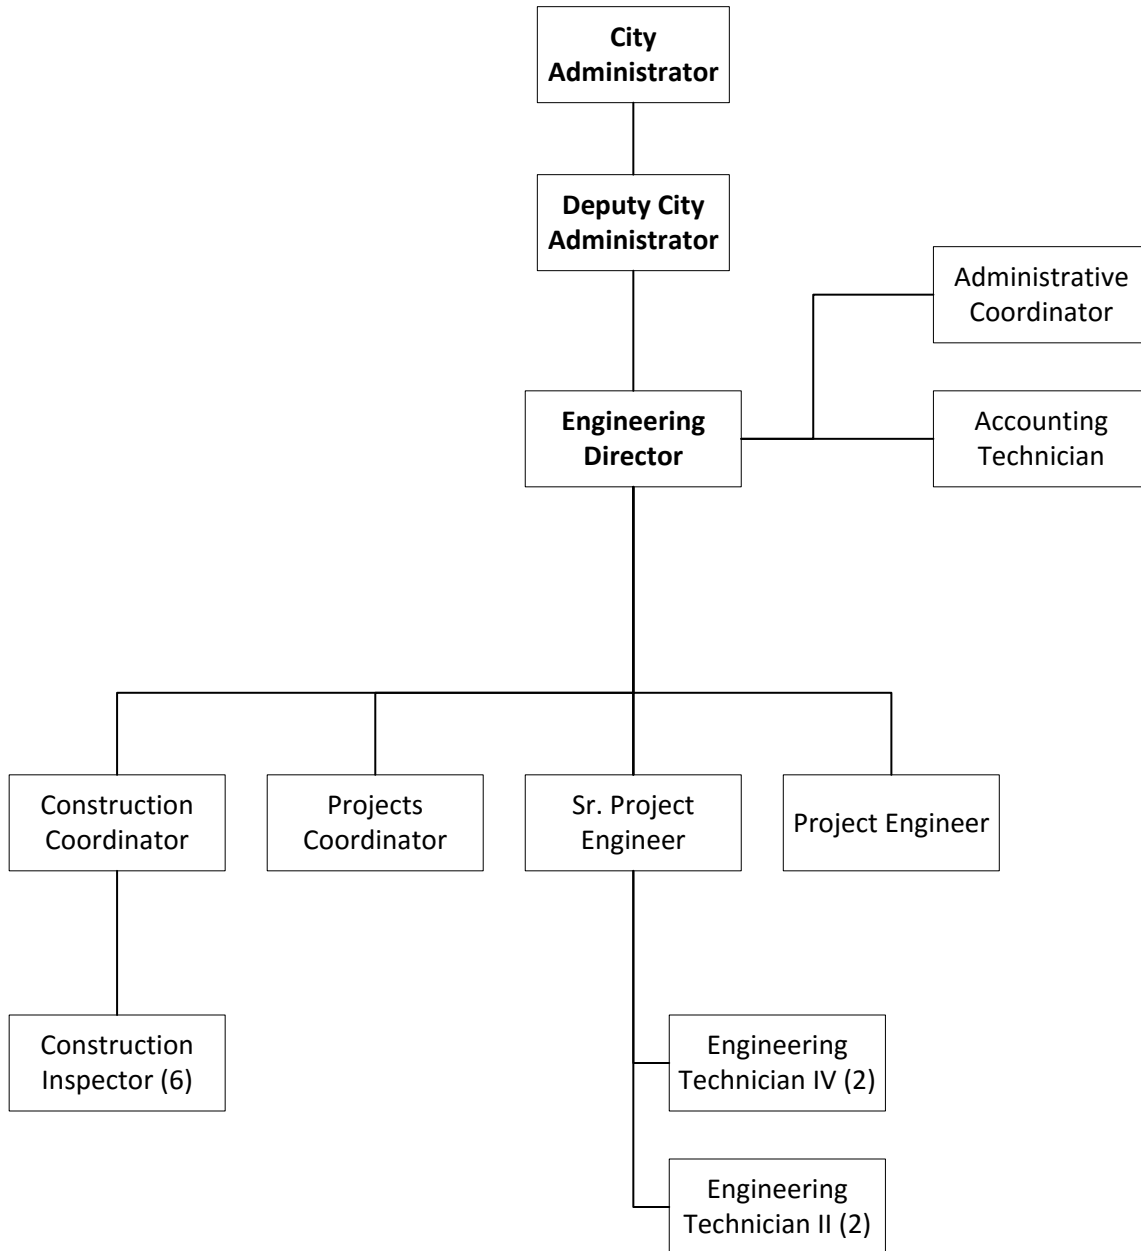 City
Administrator
Deputy City
Administrator
Administrative
Coordinator
Engineering
Director
Accounting
Technician
Construction
Coordinator
Projects
Coordinator
Sr. Project
Engineer
Project Engineer
Construction
Inspector (6)
Engineering
Technician IV (2)
Engineering
Technician II (2)